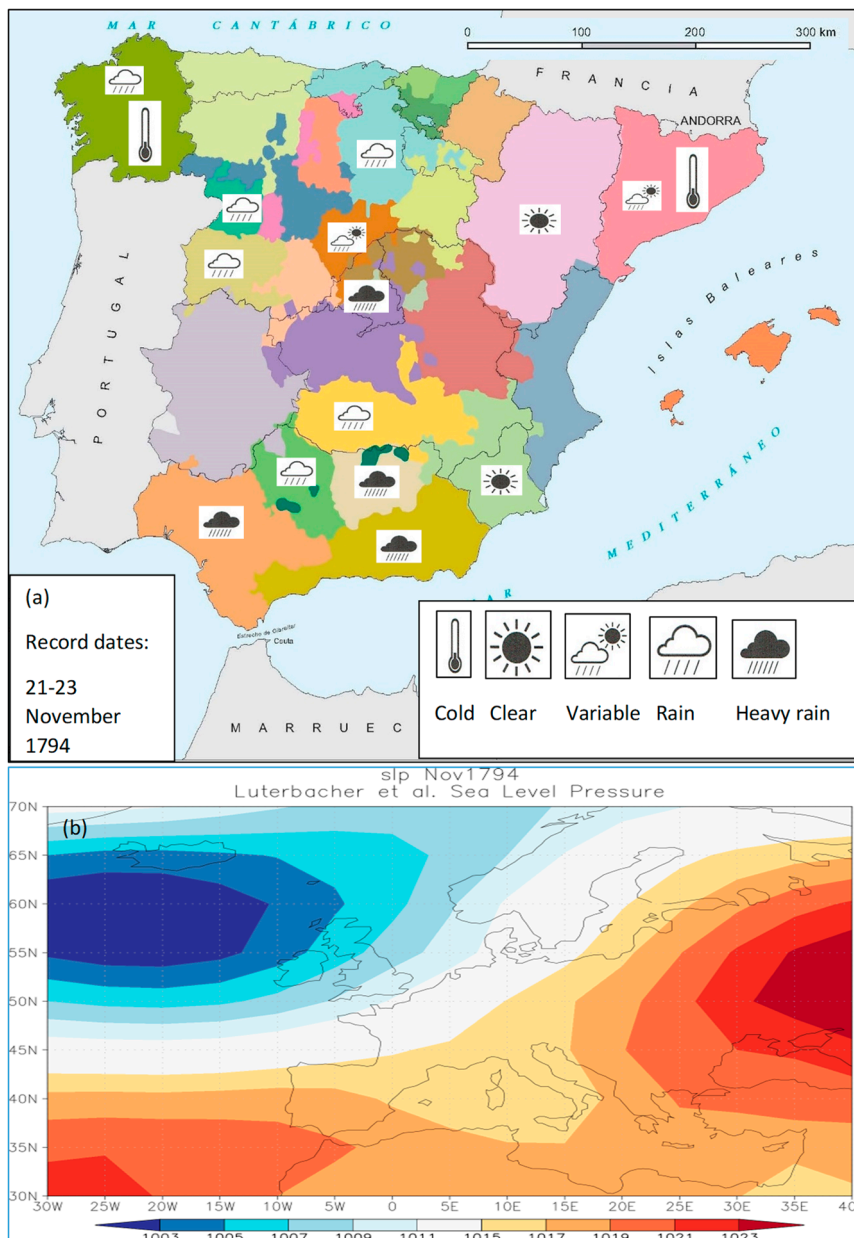 MAR CANTÁBRICO
0 100 200 300 km
FRANCIA
ANDORRA
PORTUGAL
Islas Baleares
MEDITERRÁNEO
AR
Estrecho de Gibraltar
Ceuta
MARRUEC
(a)
Record dates:
21-23
November
1794
Cold Clear Variable Rain Heavy rain
slp Nov1794
Luterbacher et al. Sea Level Pressure
(b)
70N
65N
60N
55N
50N
45N
40N
35N
30N
30W 25W 20W 15W 10W 5W 0 5E 10E 15E 20E 25E 30E 35E 40E
1003 1005 1007 1009 1011 1015 1017 1019 1021 1023